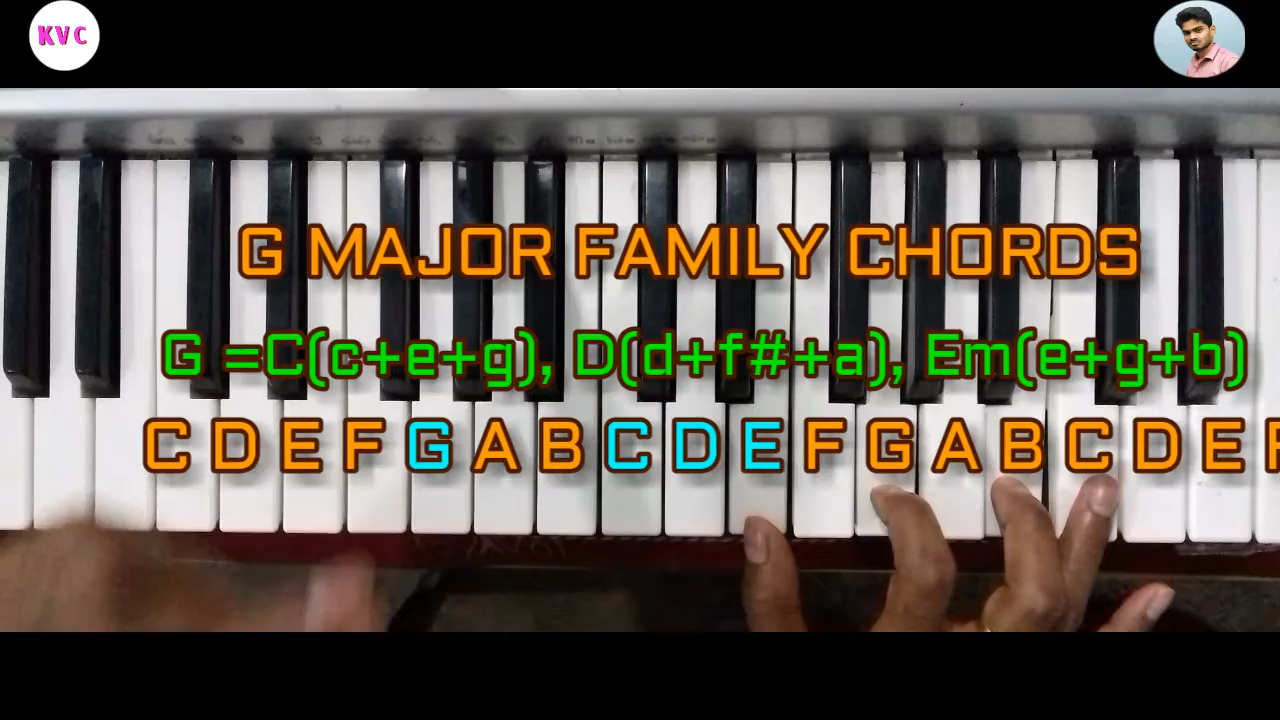 KVC
G MAJOR FAMILY CHORDS
G =C(c+e+g), D(d+f#+a), Em(e+g+b)
C D E F G A B C D E F G A B C D E F